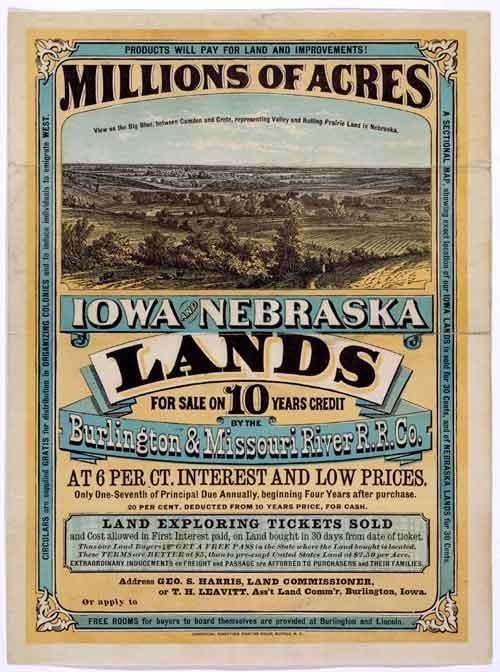 PRODUCTS WILL PAY FOR LAND AND IMPROVEMENTS!
MILLIONS OF ACRES
View on the Big Blue, between Camden and Crete, representing Valley and Rolling Prairie Land in Nebraska.
IOWA AND NEBRASKA
LANDS
FOR SALE ON 10 YEARS CREDIT
BY THE
Burlington & Missouri River R. R. Co.
AT 6 PER CT. INTEREST AND LOW PRICES.
Only One-Seventh of Principal Due Annually, beginning Four Years after purchase.
20 PER CENT. DEDUCTED FROM 10 YEARS PRICE, FOR CASH.
LAND EXPLORING TICKETS SOLD
and Cost allowed in First Interest paid, on Land bought in 30 days from date of ticket.
Thus our Land Buyers GET A FREE PASS in the State where the Land bought is located.
These TERMS are BETTER at $5, than to pre-empt United States Land at $2.50 per Acre.
EXTRAORDINARY INDUCEMENTS on FREIGHT and PASSAGE are AFFORDED TO PURCHASERS and THEIR FAMILIES.
Address GEO. S. HARRIS, LAND COMMISSIONER,
or T. H. LEAVITT, Ass't Land Comm'r, Burlington, Iowa.
Or apply to
FREE ROOMS for buyers to board themselves are provided at Burlington and Lincoln.
CIRCULARS are supplied GRATIS for distribution in ORGANIZING COLONIES and to induce individuals to emigrate WEST.
A SECTIONAL MAP, showing exact location of our IOWA LANDS is sold for 30 Cents, and of NEBRASKA LANDS for 30 Cents.